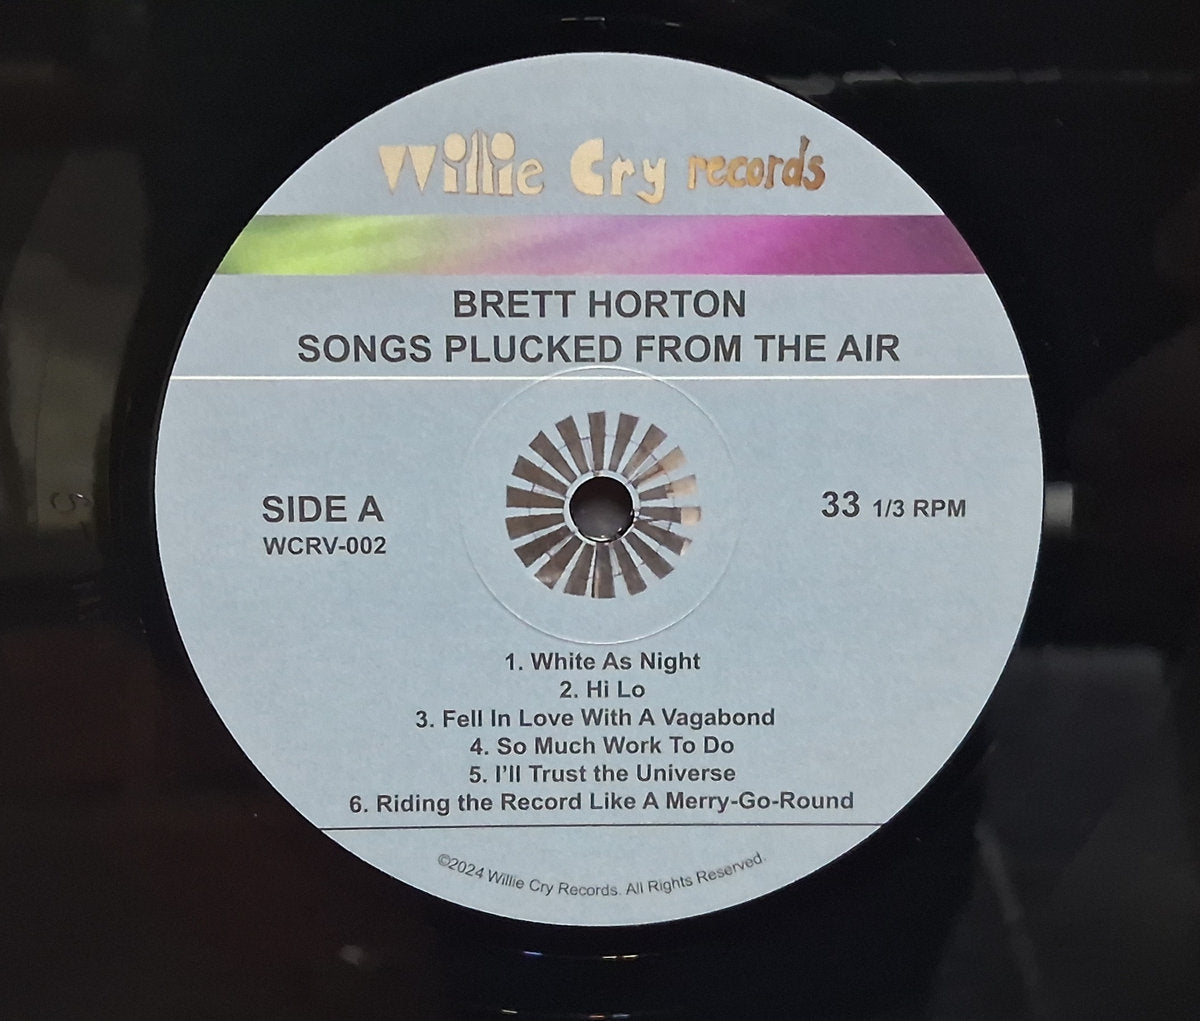 Willie Cry records
BRETT HORTON
SONGS PLUCKED FROM THE AIR
SIDE A
WCRV-002
33 1/3 RPM
1. White As Night
2. Hi Lo
3. Fell In Love With A Vagabond
4. So Much Work To Do
5. I'll Trust the Universe
6. Riding the Record Like A Merry-Go-Round
©2024 Willie Cry Records. All Rights Reserved.